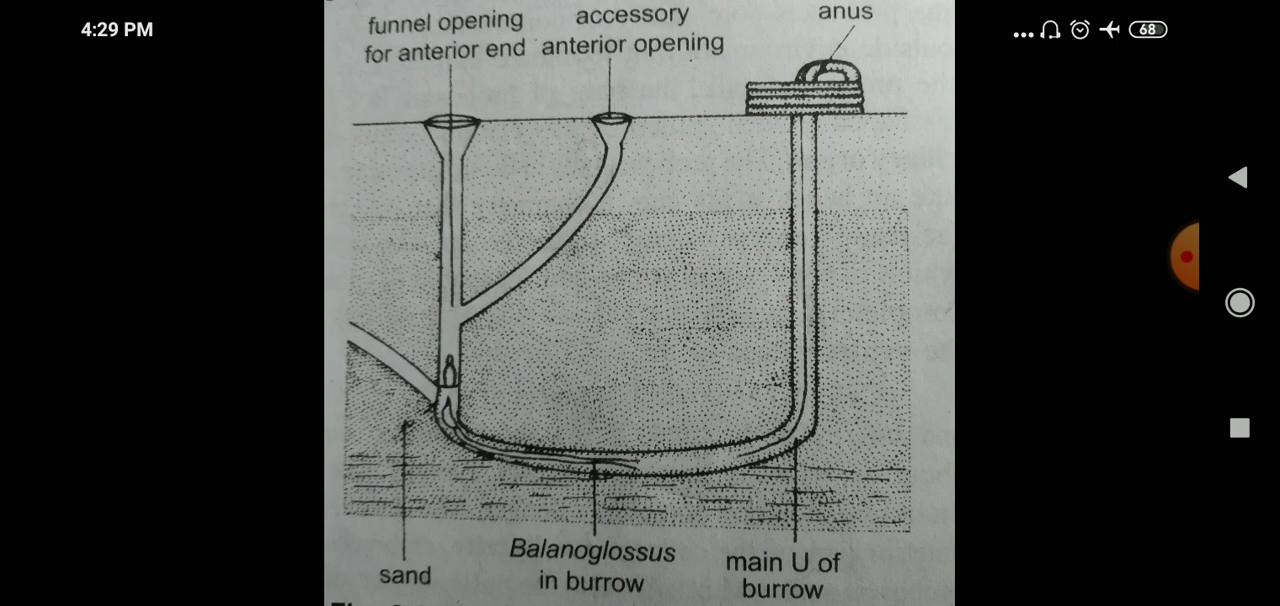 4:29 PM
68
funnel opening
for anterior end
accessory
anterior opening
anus
sand
Balanoglossus
in burrow
main U of
burrow